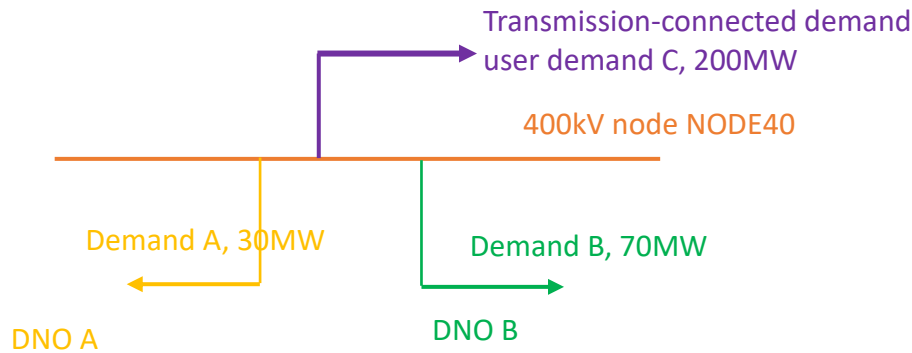 Transmission-connected demand
user demand C, 200MW
400kV node NODE40
Demand A, 30MW
Demand B, 70MW
DNO A
DNO B